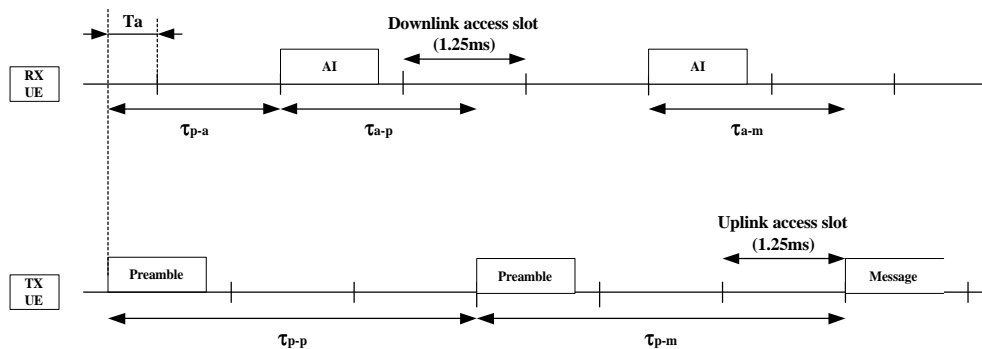 Ta
Downlink access slot
(1.25ms)
AI
AI
RX
UE
τp-a
τa-p
τa-m
Uplink access slot
(1.25ms)
Preamble
Preamble
Message
TX
UE
τp-p
τp-m